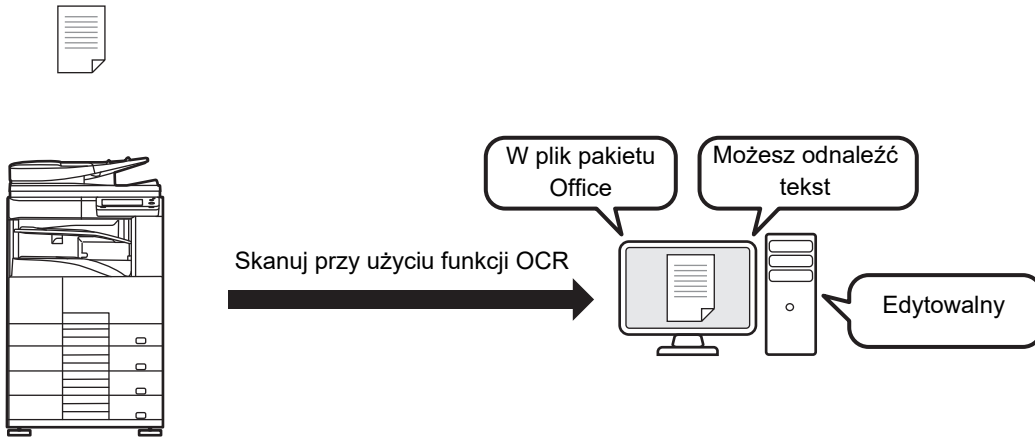 W plik pakietu
Office
Możesz odnaleźć
tekst
Skanuj przy użyciu funkcji OCR
Edytowalny